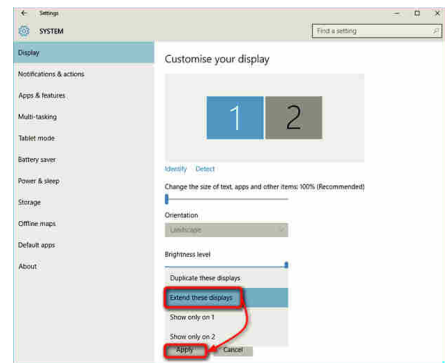 Settings
SYSTEM
Find a setting
Display
Notifications & actions
Apps & features
Multi-tasking
Tablet mode
Battery saver
Power & sleep
Storage
Offline maps
Default apps
About
Customise your display
1
2
Identify Detect
Change the size of text, apps and other items: 100% (Recommended)
Orientation
Landscape
Brightness level
Duplicate these displays
Extend these displays
Show only on 1
Show only on 2
Apply Cancel